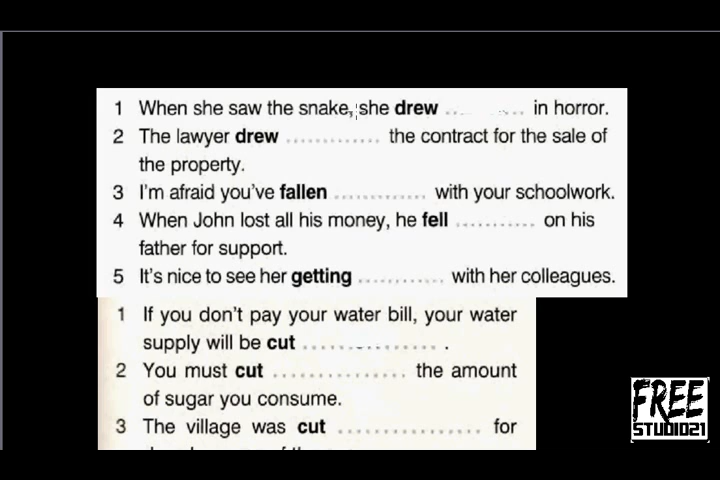 1 When she saw the snake, she drew ............ in horror.
2 The lawyer drew ............. the contract for the sale of
the property.
3 I'm afraid you've fallen ............. with your schoolwork.
4 When John lost all his money, he fell ........... on his
father for support.
5 It's nice to see her getting ............ with her colleagues.
1 If you don't pay your water bill, your water
supply will be cut ................. .
2 You must cut ................ the amount
of sugar you consume.
3 The village was cut ................. for
FREE
STUDIO21